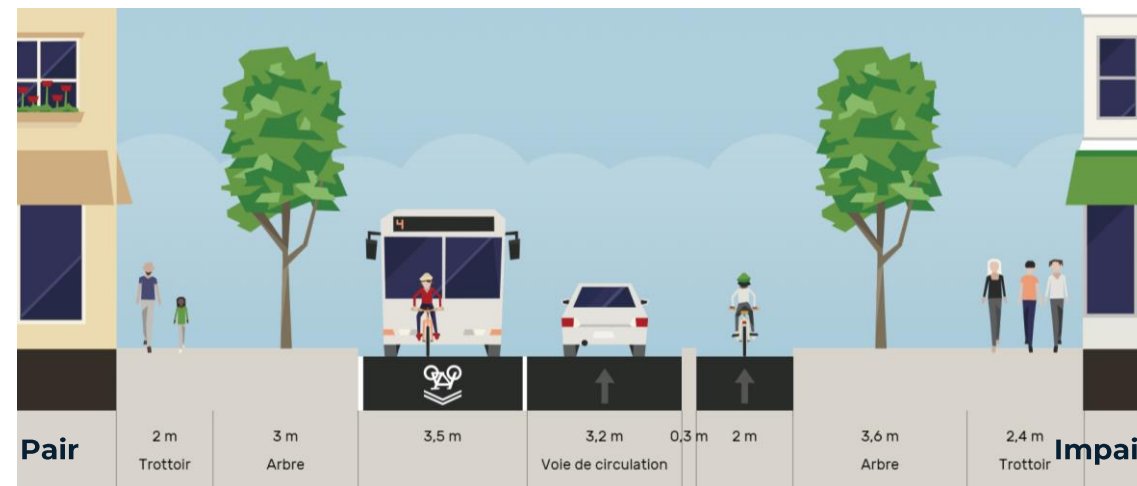 4
Pair
2 m
3 m
3,5 m
3,2 m
0,3 m
2 m
3,6 m
2,4 m
Trottoir
Arbre
Voie de circulation
Arbre
Trottoir
Impai